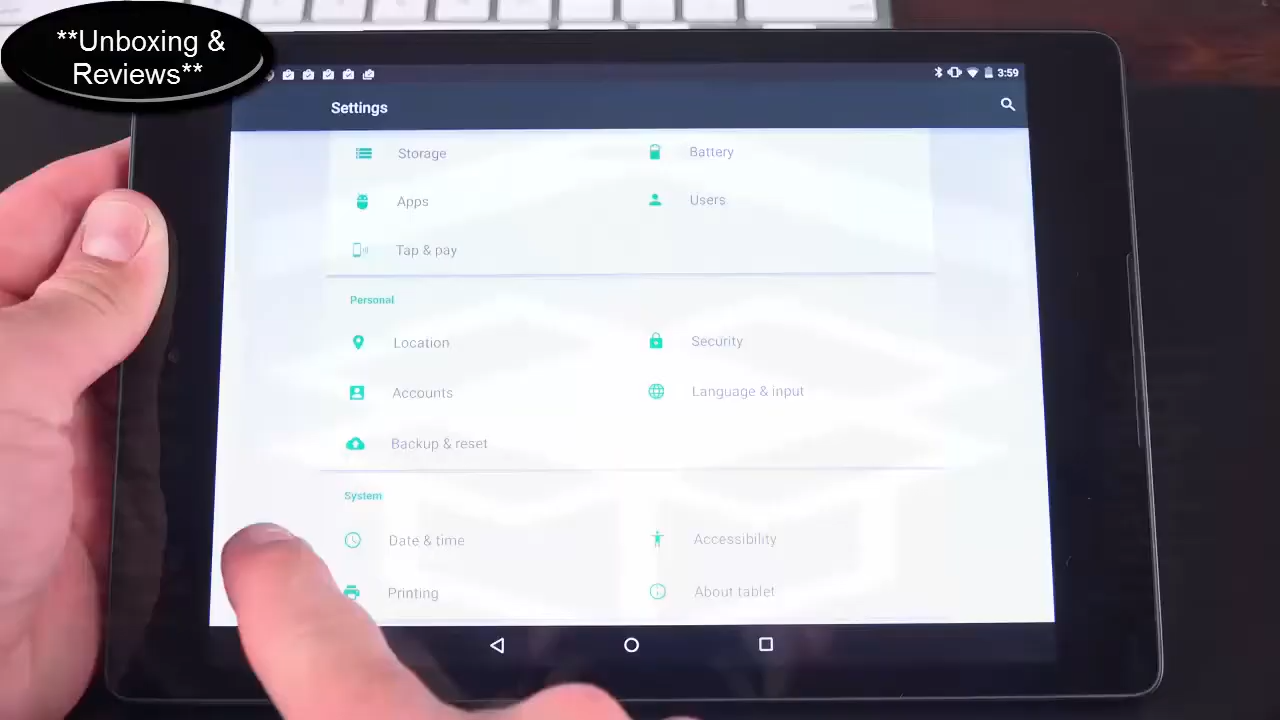 **Unboxing &
Reviews**
3:59
Settings
Storage
Battery
Apps
Users
Tap & pay
Personal
Location
Security
Accounts
Language & input
Backup & reset
System
Date & time
Accessibility
Printing
About tablet